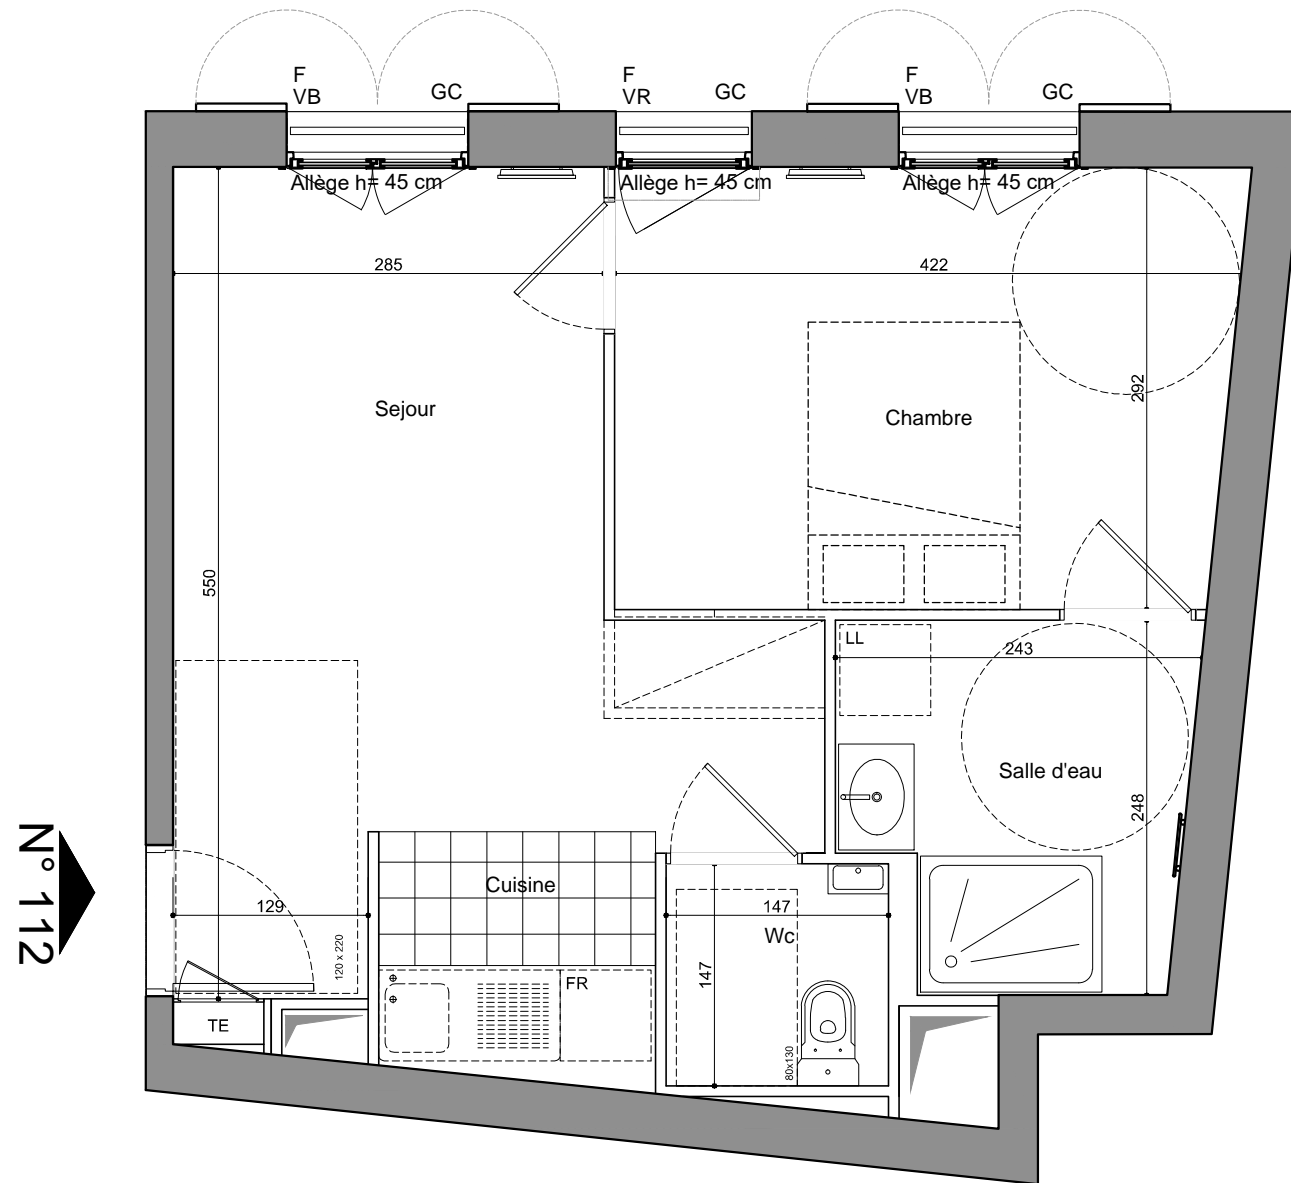 F
VB
GC
F
VR
GC
F
VB
GC
Allège h= 45 cm
Allège h= 45 cm
Allège h= 45 cm
285
422
292
Sejour
Chambre
550
LL
243
Salle d'eau
248
N° 112
Cuisine
129
147
Wc
120 x 220
147
FR
TE
80x130